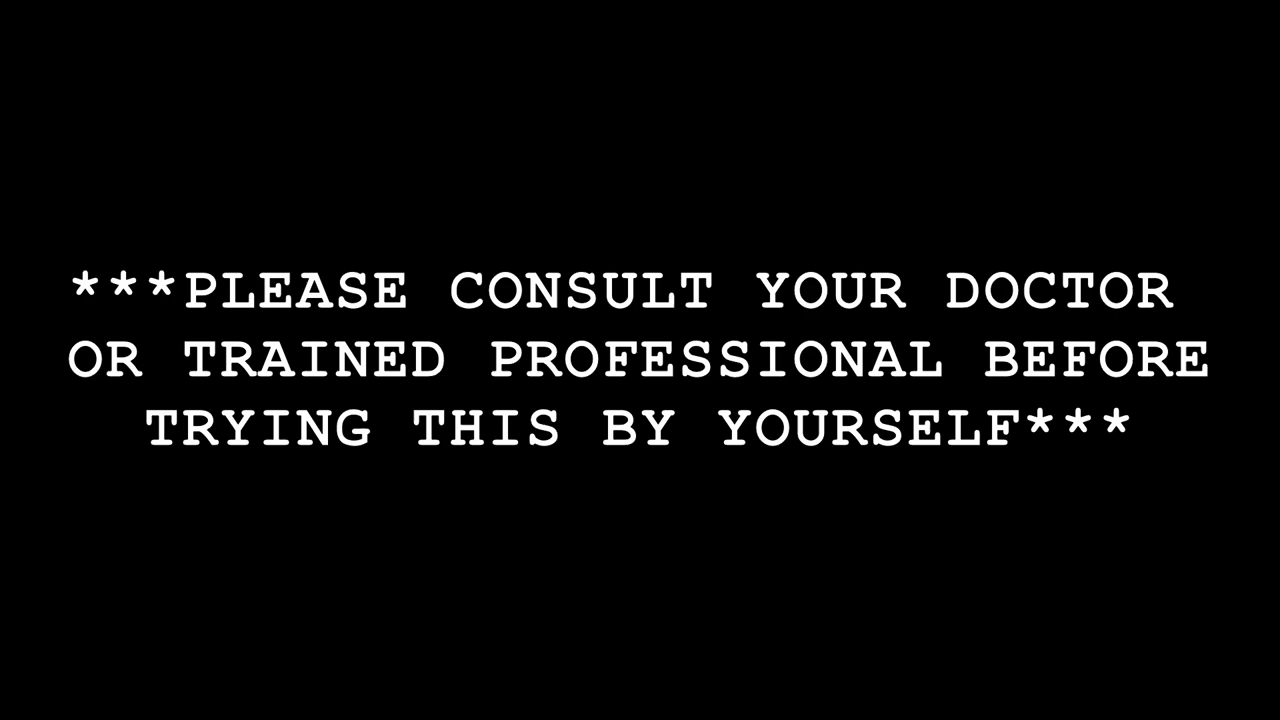 ***PLEASE CONSULT YOUR DOCTOR
OR TRAINED PROFESSIONAL BEFORE
TRYING THIS BY YOURSELF***